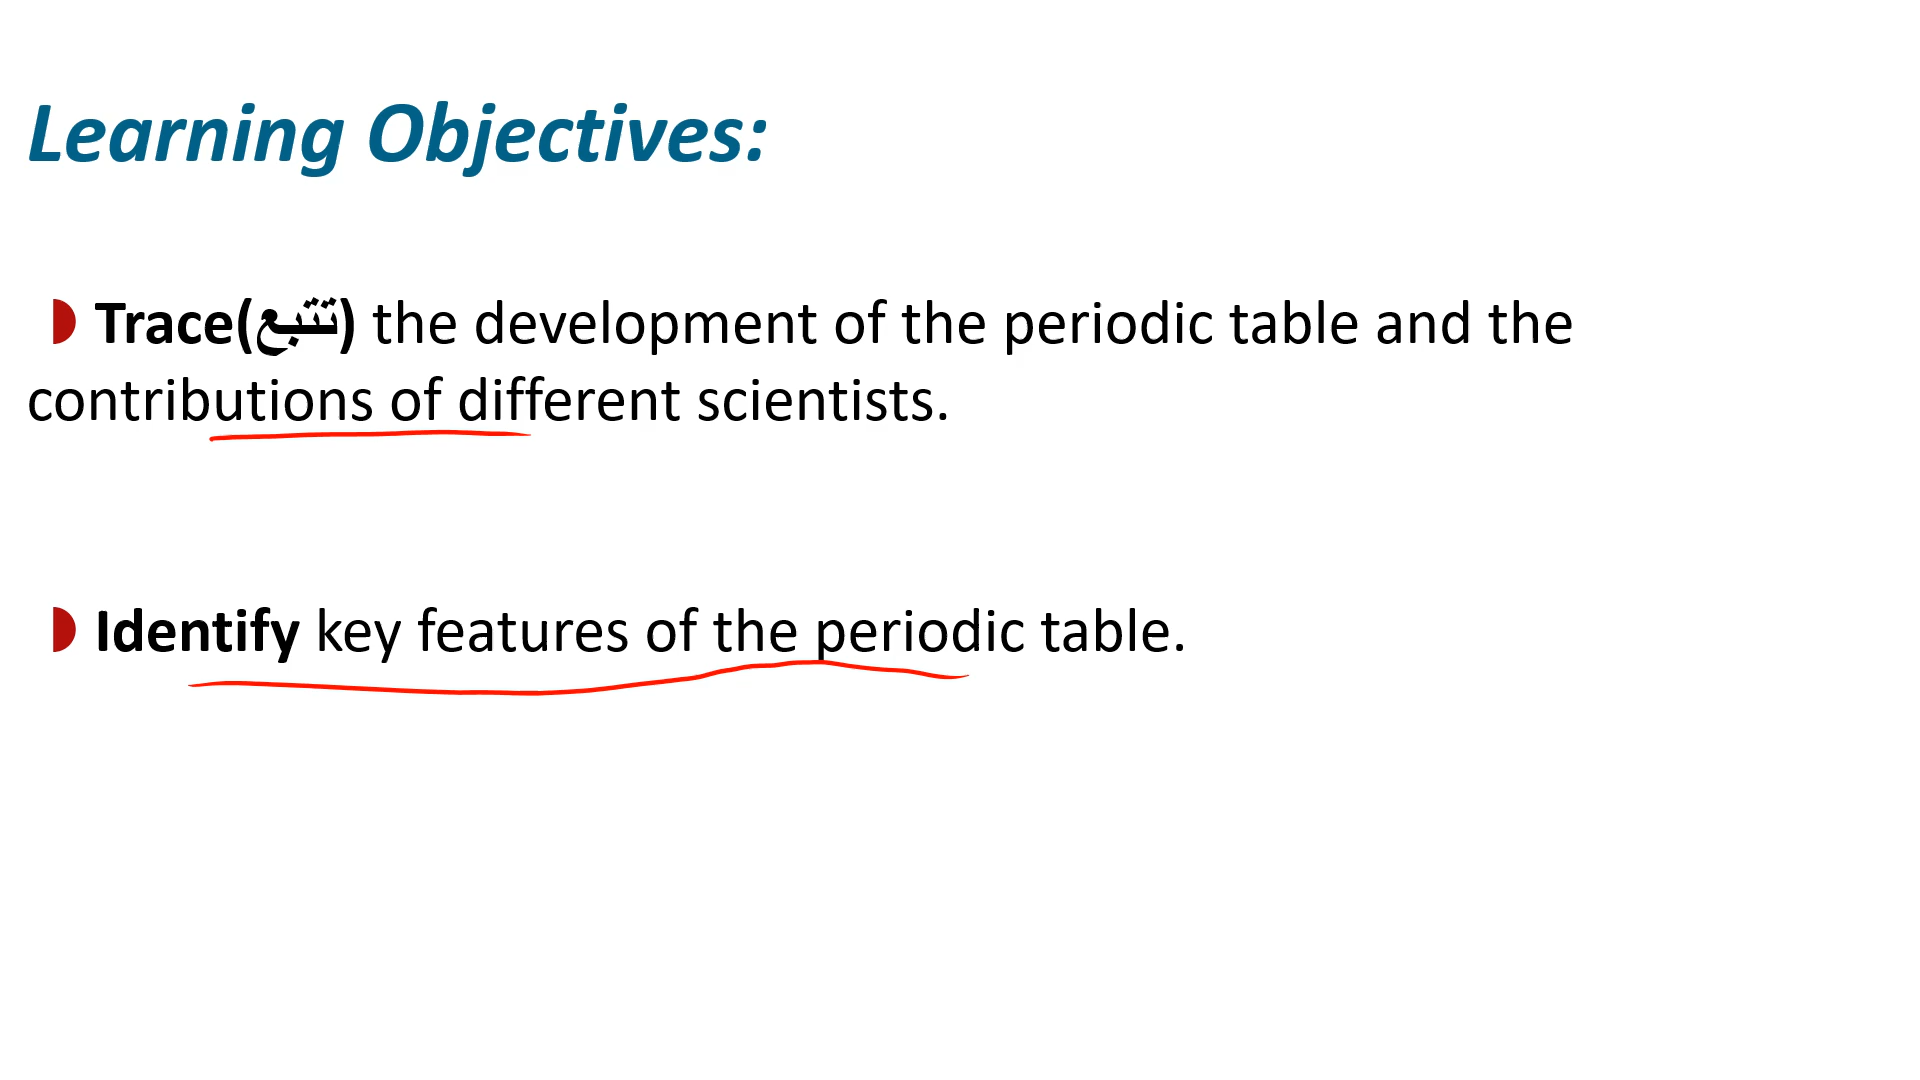 Learning Objectives:
Trace(تتبع) the development of the periodic table and the
contributions of different scientists.
Identify key features of the periodic table.